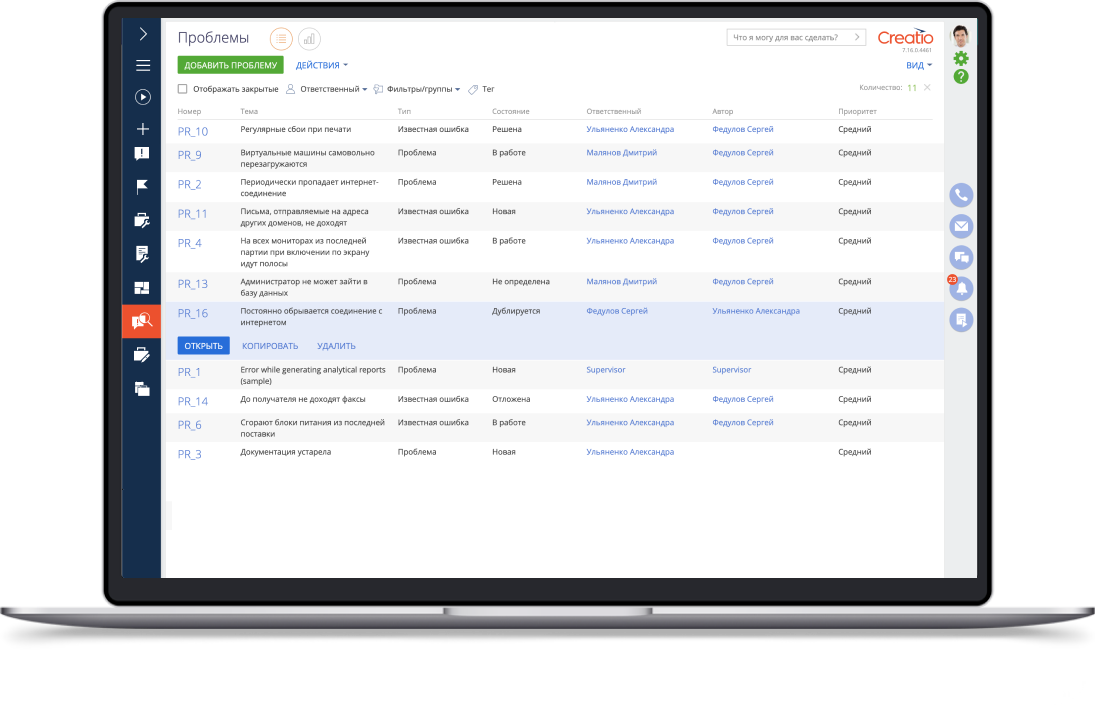 Проблемы
Что я могу для вас сделать?
Creatio
7.16.0.4461
ДОБАВИТЬ ПРОБЛЕМУ ДЕЙСТВИЯ
ВИД
Отображать закрытые Ответственный Фильтры/группы Тег
Количество: 11
Номер Тема Тип Состояние Ответственный Автор Приоритет
PR_10 Регулярные сбои при печати Известная ошибка Решена Ульяненко Александра Федулов Сергей Средний
PR_9 Виртуальные машины самовольно Проблема В работе Малянов Дмитрий Федулов Сергей Средний
перезагружаются
PR_2 Периодически пропадает интернет- Проблема Решена Малянов Дмитрий Федулов Сергей Средний
соединение
PR_11 Письма, отправляемые на адреса Известная ошибка Новая Ульяненко Александра Федулов Сергей Средний
других доменов, не доходят
PR_4 На всех мониторах из последней Известная ошибка В работе Ульяненко Александра Федулов Сергей Средний
партии при включении по экрану
идут полосы
PR_13 Администратор не может зайти в Проблема Не определена Малянов Дмитрий Федулов Сергей Средний
базу данных
23
PR_16 Постоянно обрывается соединение с Проблема Дублируется Федулов Сергей Ульяненко Александра Средний
интернетом
ОТКРЫТЬ КОПИРОВАТЬ УДАЛИТЬ
PR_1 Error while generating analytical reports Проблема Новая Supervisor Supervisor Средний
(sample)
PR_14 До получателя не доходят факсы Известная ошибка Отложена Ульяненко Александра Федулов Сергей Средний
PR_6 Сгорают блоки питания из последней Известная ошибка В работе Ульяненко Александра Федулов Сергей Средний
поставки
PR_3 Документация устарела Проблема Новая Ульяненко Александра Средний